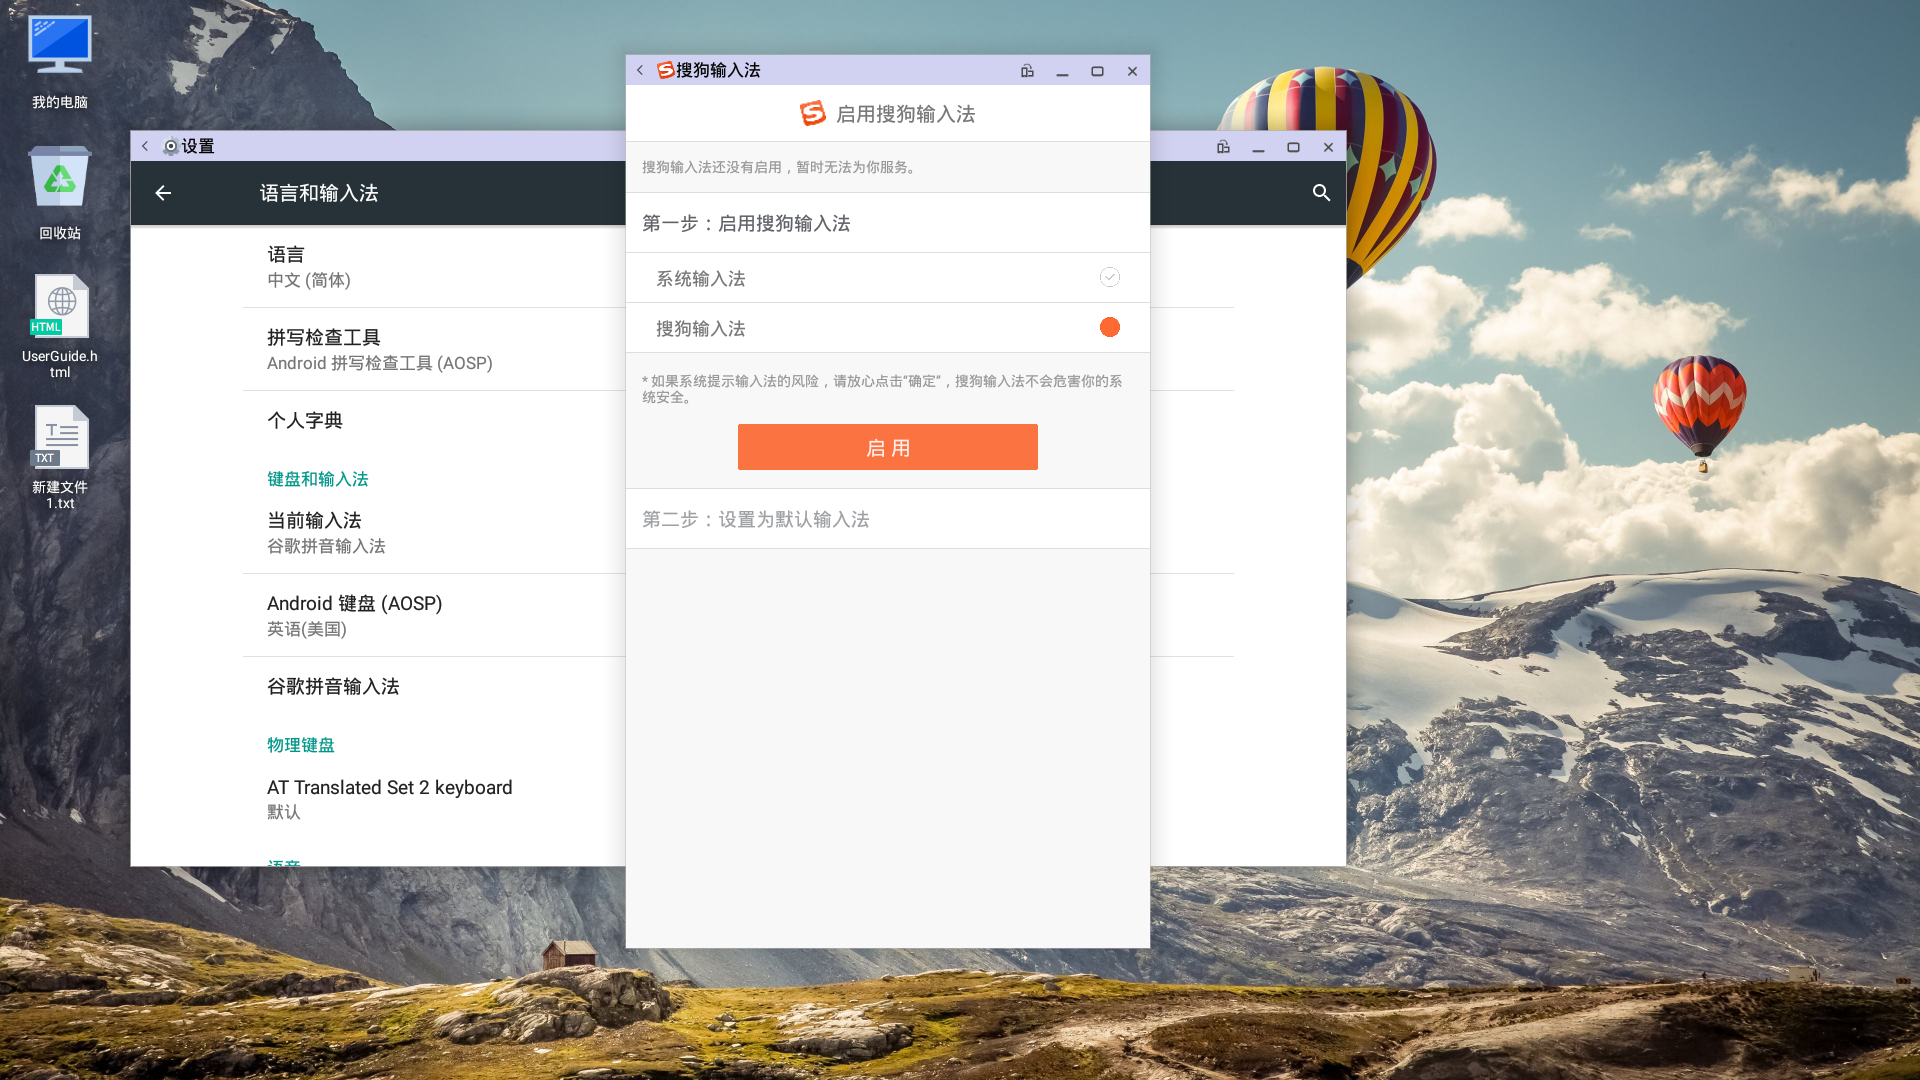 我的电脑
回收站
HTML
UserGuide.h
tml
TXT
新建文件
1.txt
设置
语言和输入法
语言
中文 (简体)
拼写检查工具
Android 拼写检查工具 (AOSP)
个人字典
键盘和输入法
当前输入法
谷歌拼音输入法
Android 键盘 (AOSP)
英语(美国)
谷歌拼音输入法
物理键盘
AT Translated Set 2 keyboard
默认
搜狗输入法
启用搜狗输入法
搜狗输入法还没有启用，暂时无法为你服务。
第一步：启用搜狗输入法
系统输入法
搜狗输入法
* 如果系统提示输入法的风险，请放心点击“确定”，搜狗输入法不会危害你的系
统安全。
启 用
第二步：设置为默认输入法